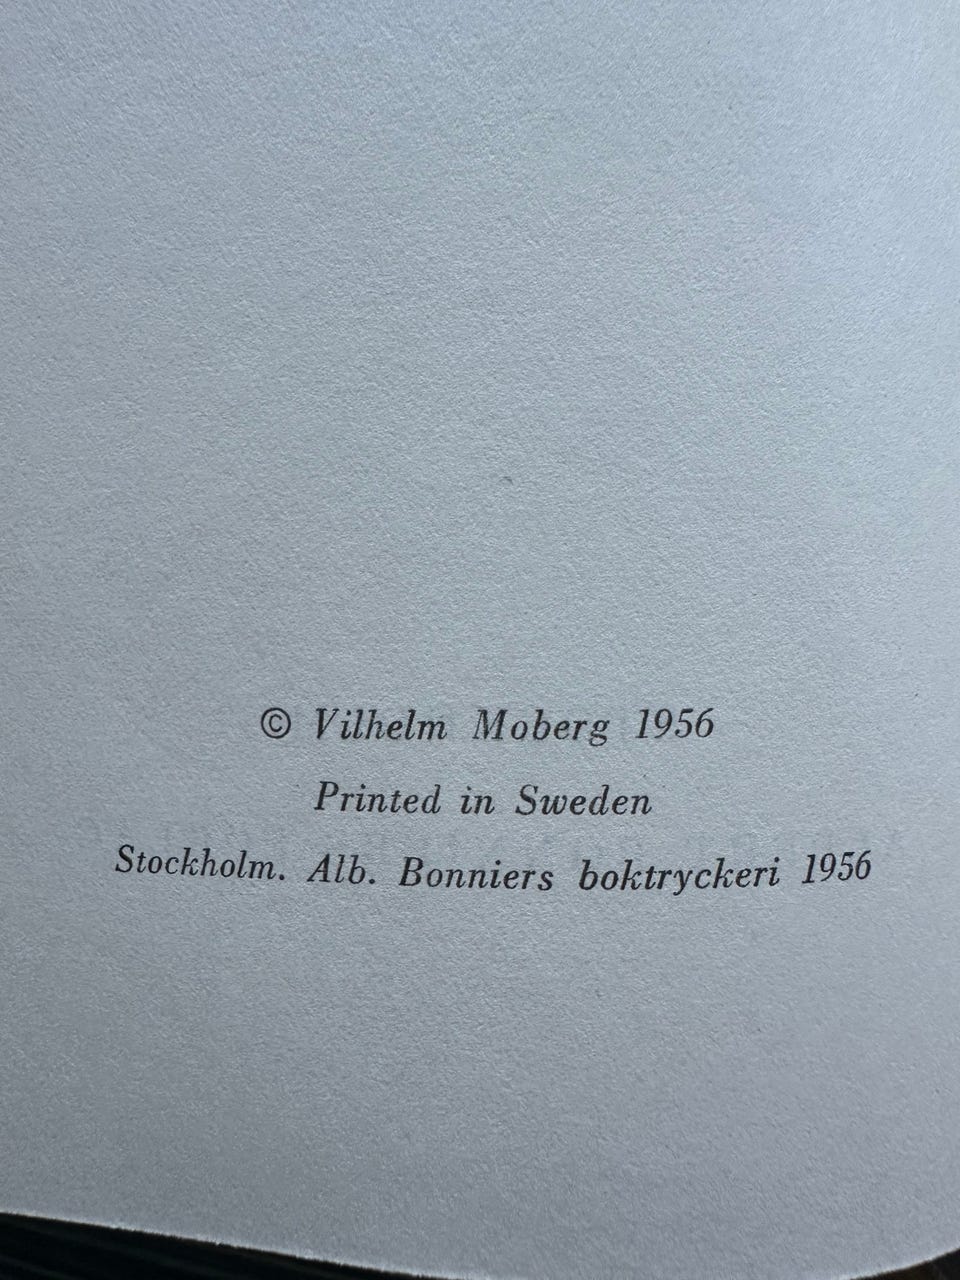 © Vilhelm Moberg 1956
Printed in Sweden
Stockholm. Alb. Bonniers boktryckeri 1956